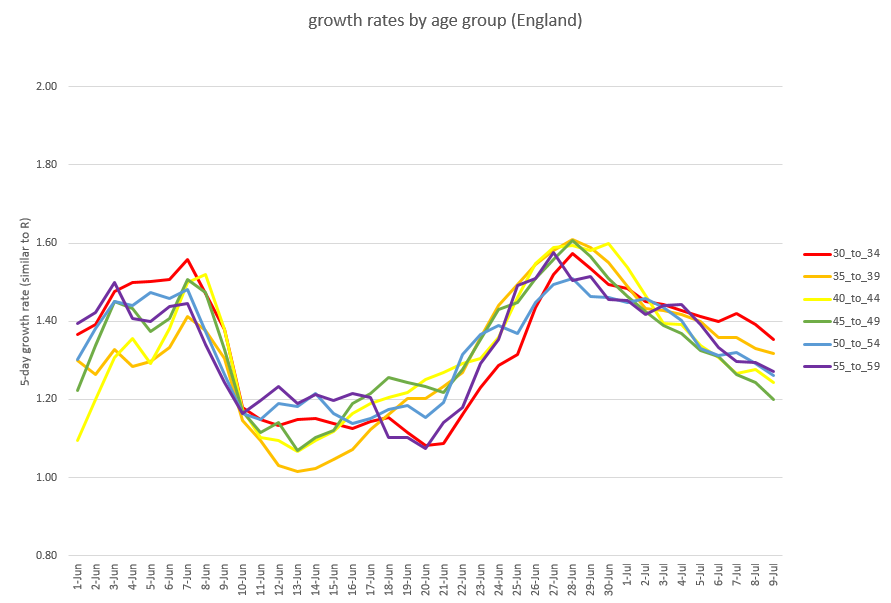 growth rates by age group (England)
5-day growth rate (similar to R)
2.00
1.80
1.60
1.40
1.20
1.00
0.80
1-Jun
2-Jun
3-Jun
4-Jun
5-Jun
6-Jun
7-Jun
8-Jun
9-Jun
10-Jun
11-Jun
12-Jun
13-Jun
14-Jun
15-Jun
16-Jun
17-Jun
18-Jun
19-Jun
20-Jun
21-Jun
22-Jun
23-Jun
24-Jun
25-Jun
26-Jun
27-Jun
28-Jun
29-Jun
30-Jun
1-Jul
2-Jul
3-Jul
4-Jul
5-Jul
6-Jul
7-Jul
8-Jul
9-Jul
30_to_34
35_to_39
40_to_44
45_to_49
50_to_54
55_to_59